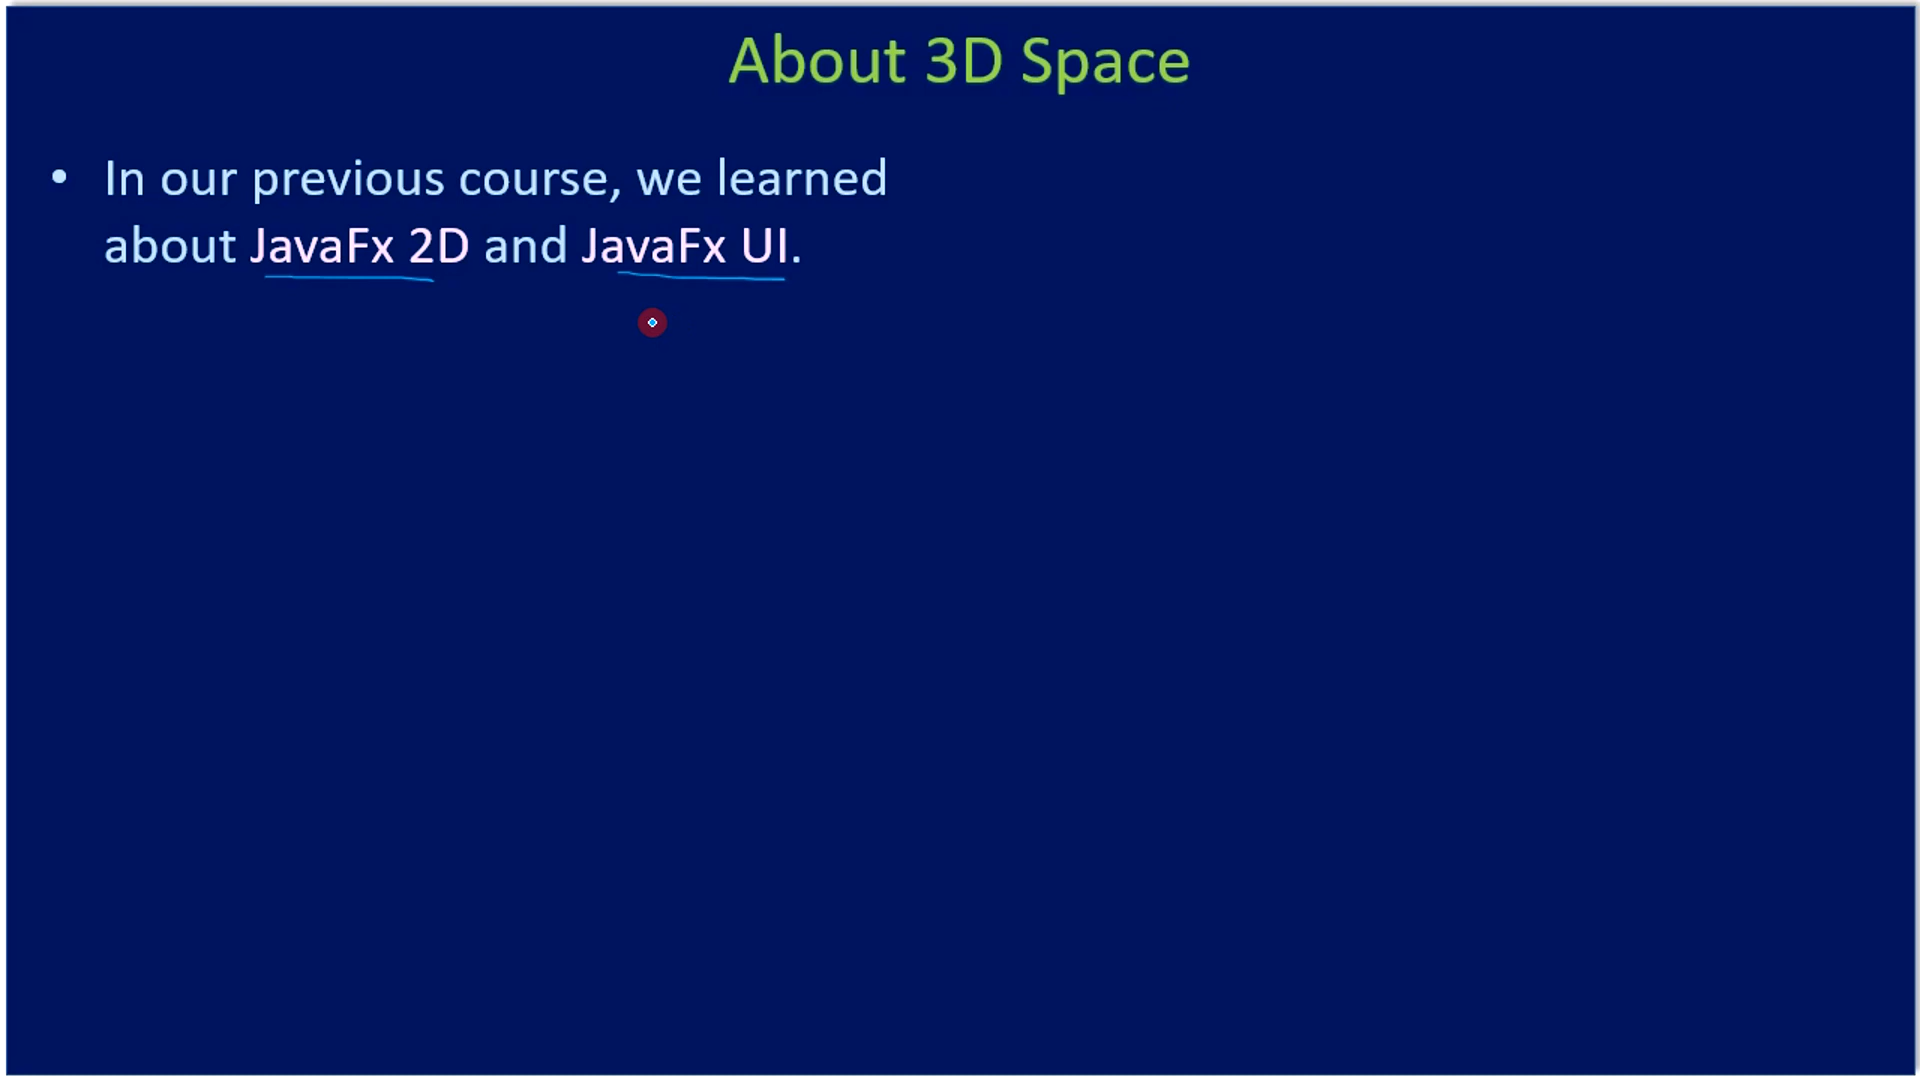 About 3D Space
• In our previous course, we learned
about JavaFx 2D and JavaFx UI.